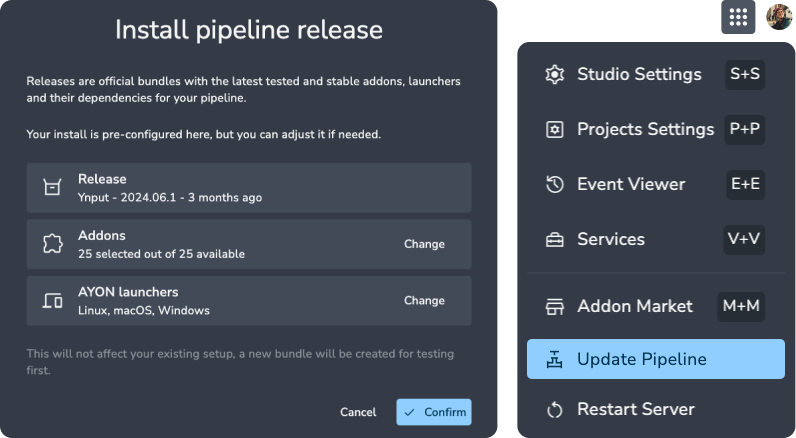 Install pipeline release
Releases are official bundles with the latest tested and stable addons, launchers
and their dependencies for your pipeline.
Your install is pre-configured here, but you can adjust it if needed.
Release
Ynput - 2024.06.1 - 3 months ago
Addons
25 selected out of 25 available
Change
AYON launchers
Linux, macOS, Windows
Change
This will not affect your existing setup, a new bundle will be created for testing
first.
Cancel
Confirm
Studio Settings S+S
Projects Settings P+P
Event Viewer E+E
Services V+V
Addon Market M+M
Update Pipeline
Restart Server